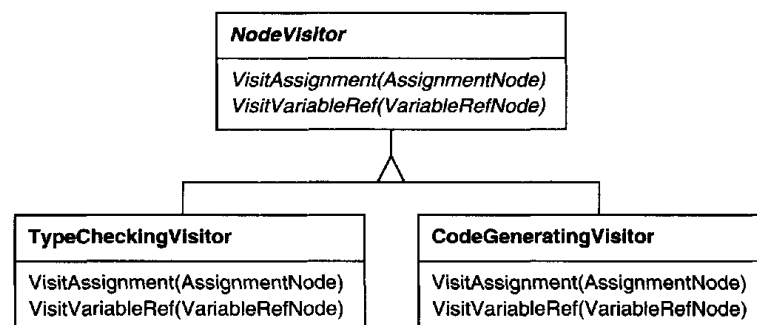 NodeVisitor
VisitAssignment(AssignmentNode)
VisitVariableRef(VariableRefNode)
TypeCheckingVisitor
VisitAssignment(AssignmentNode)
VisitVariableRef(VariableRefNode)
CodeGeneratingVisitor
VisitAssignment(AssignmentNode)
VisitVariableRef(VariableRefNode)